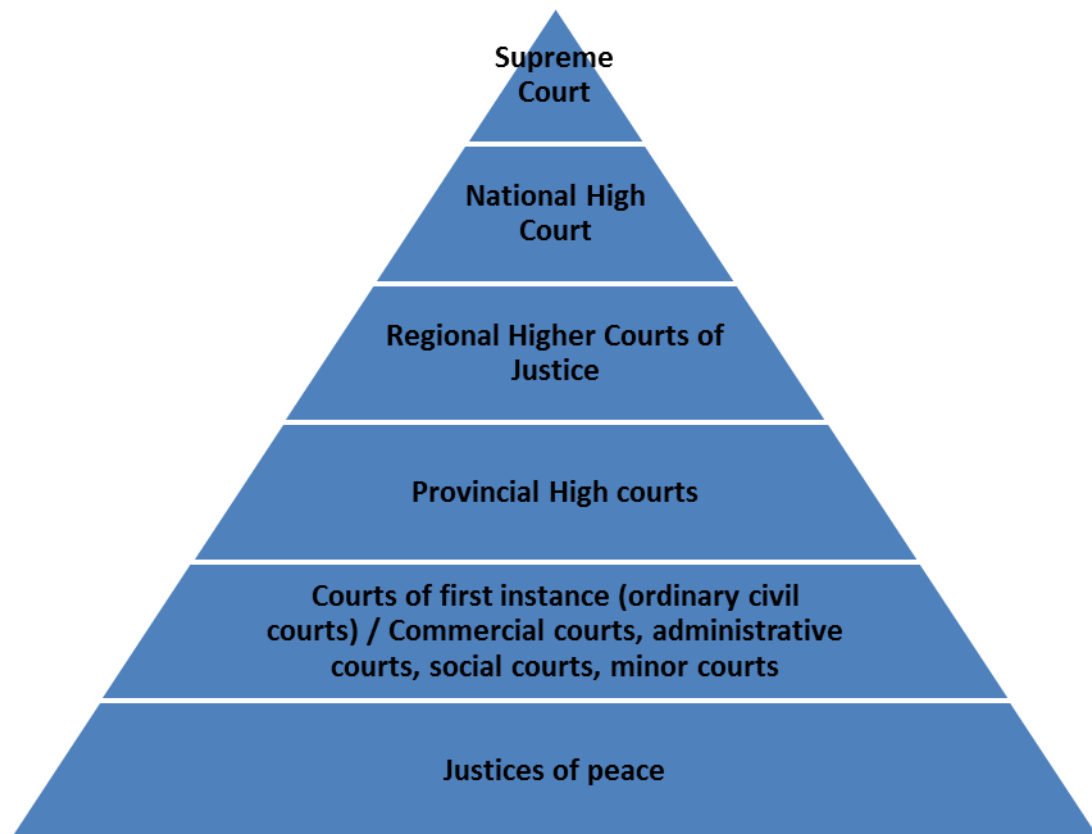 Supreme
Court
National High
Court
Regional Higher Courts of
Justice
Provincial High courts
Courts of first instance (ordinary civil
courts) / Commercial courts, administrative
courts, social courts, minor courts
Justices of peace